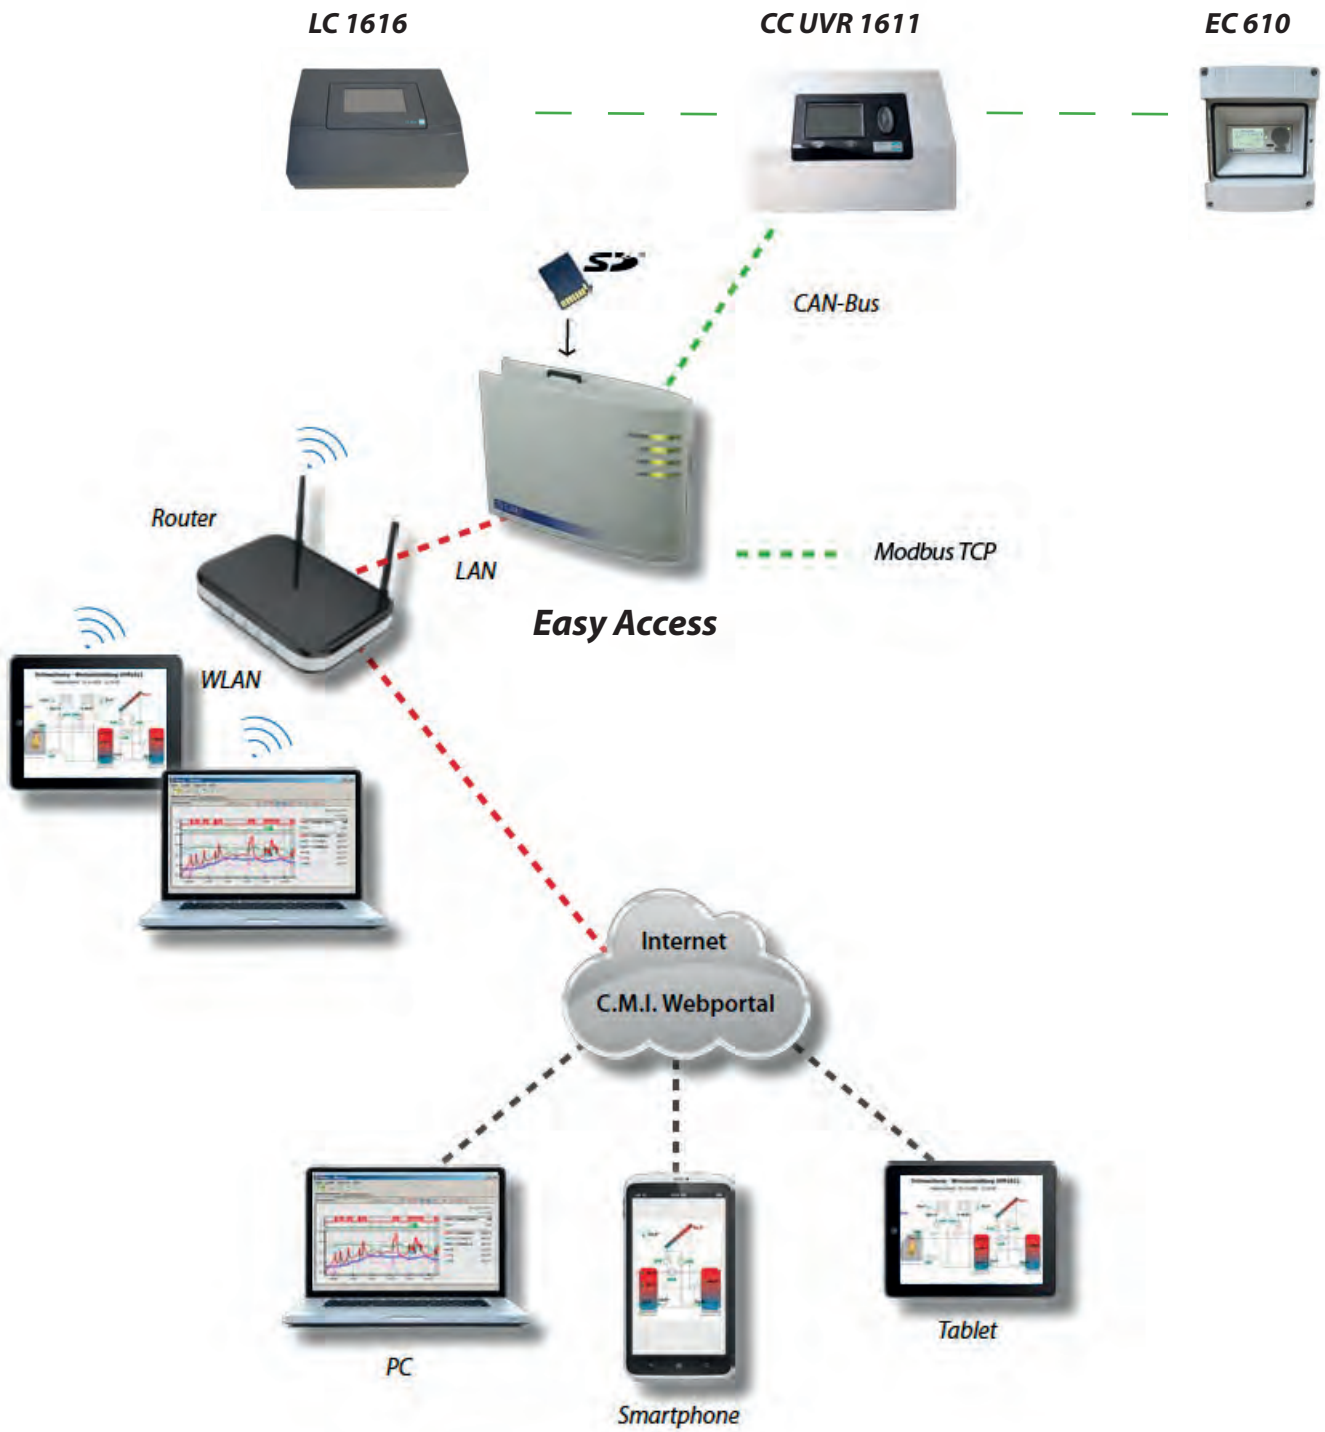 LC 1616
CC UVR 1611
EC 610
SD
CAN-Bus
Router
LAN
Modbus TCP
Easy Access
WLAN
Internet
C.M.I. Webportal
PC
Smartphone
Tablet